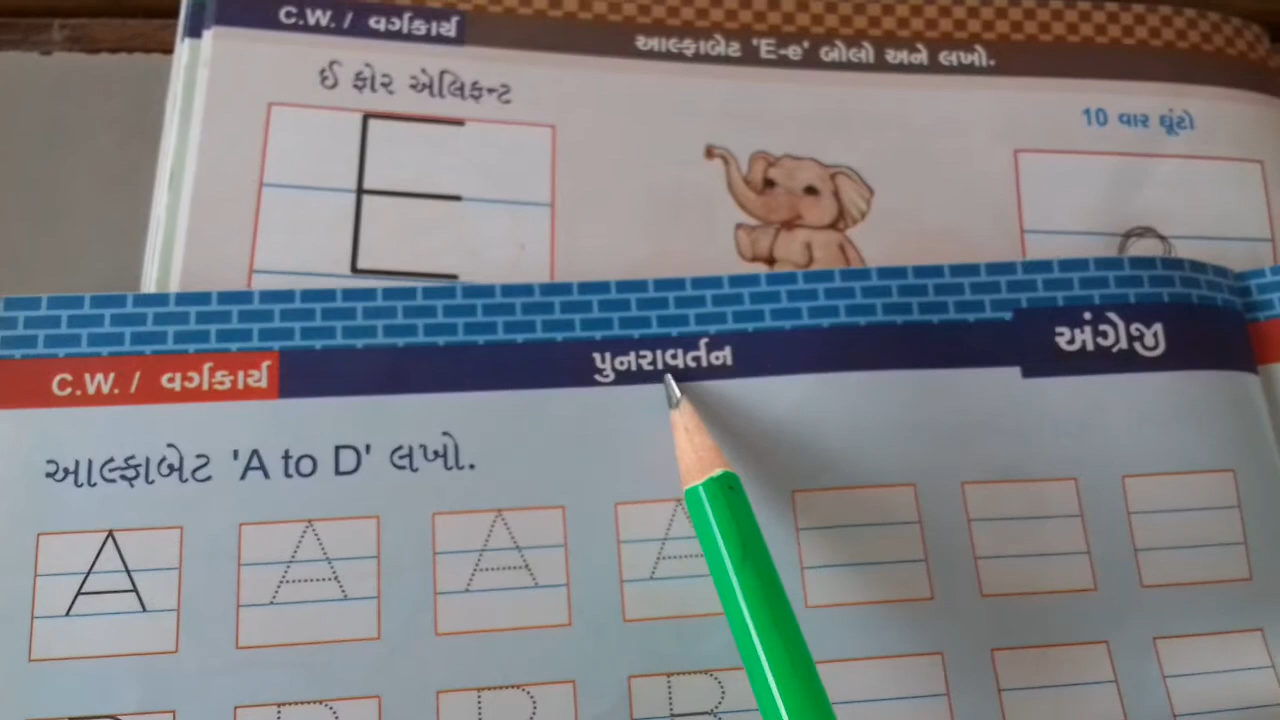 C.W. / વર્ગકાર્ય
આલ્ફાબેટ 'E-e' બોલો અને લખો.
ઈ ફોર એલિફન્ટ
10 વાર ઘૂંટો
E
અંગ્રેજી
પુનરાવર્તન
C.W. / વર્ગકાર્ય
આલ્ફાબેટ 'A to D' લખો.
A A A A
B